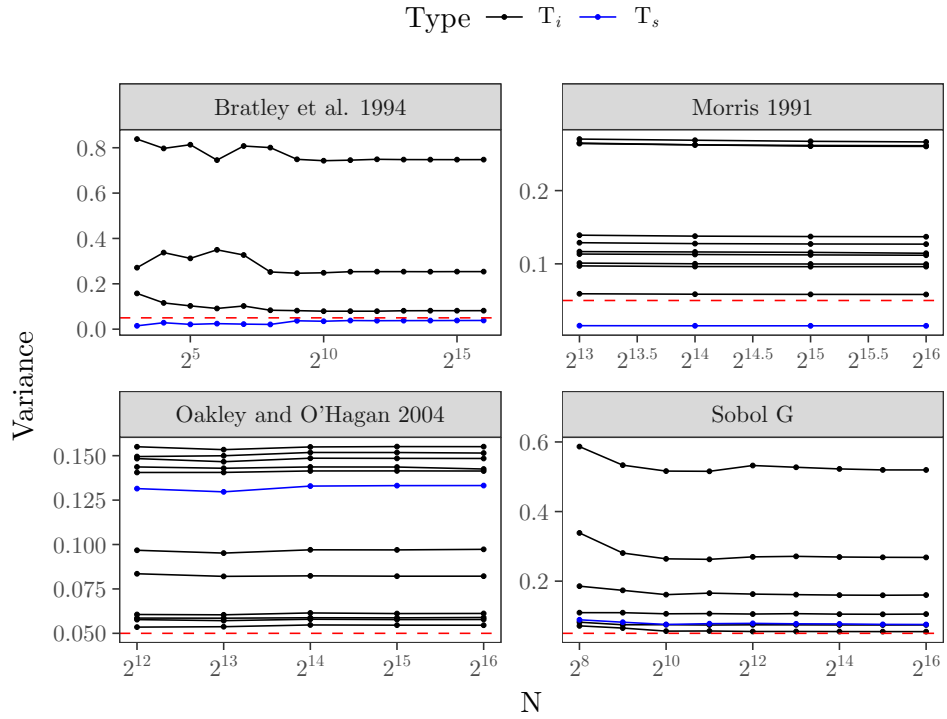 Type T_i T_s
Bratley et al. 1994 Morris 1991
0.8
0.6
0.4
0.2
0.0
0.2
0.1
2^5 2^10 2^15
2^13 2^13.5 2^14 2^14.5 2^15 2^15.5 2^16
Variance
Oakley and O'Hagan 2004 Sobol G
0.150
0.125
0.100
0.075
0.050
0.6
0.4
0.2
2^12 2^13 2^14 2^15 2^16
2^8 2^10 2^12 2^14 2^16
N